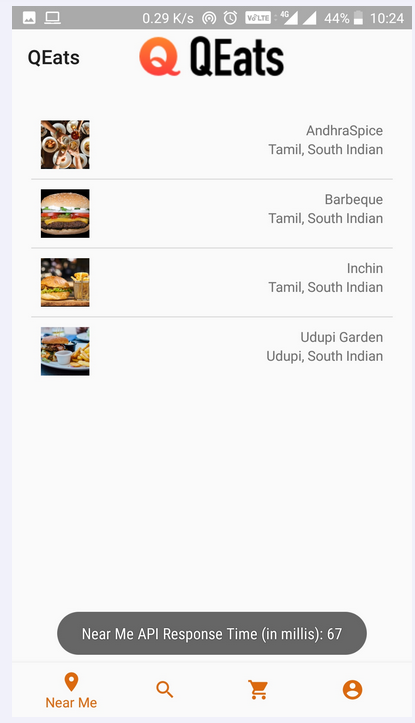 0.29 K/s VoLTE 4G 44% 10:24
QEats QEats
AndhraSpice
Tamil, South Indian
Barbeque
Tamil, South Indian
Inchin
Tamil, South Indian
Udupi Garden
Udupi, South Indian
Near Me API Response Time (in millis): 67
Near Me